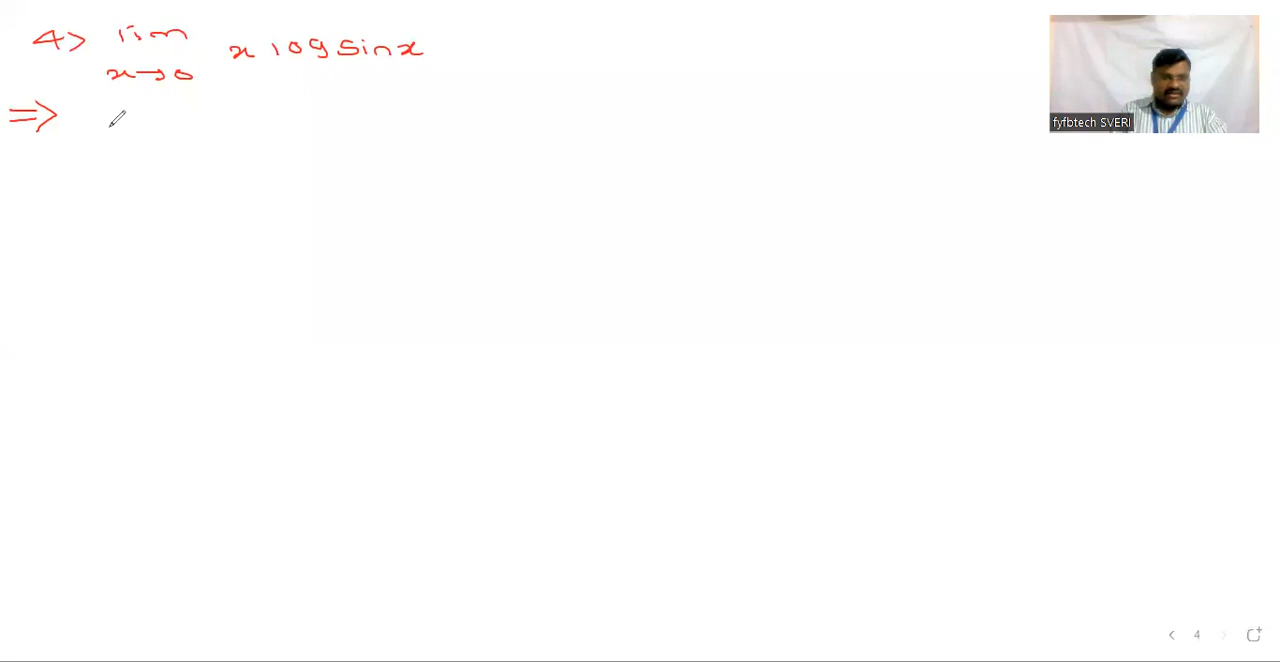 4> lim x log sin x
x→0
⇒
fyfbtech SVERI
4